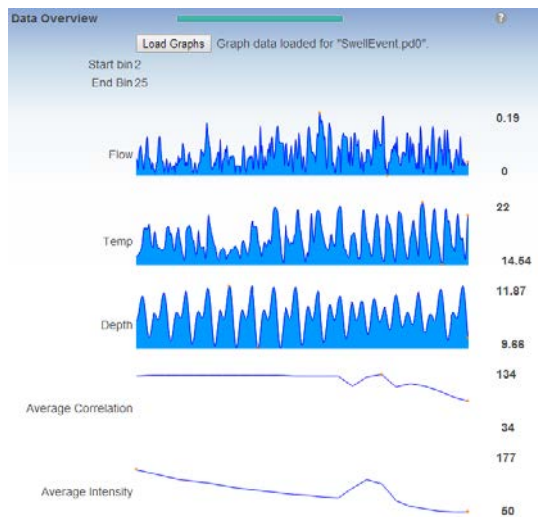 Data Overview
?
Load Graphs Graph data loaded for "SwellEvent.pd0".
Start bin 2
End Bin 25
0.19
Flow
0
22
Temp
14.54
11.87
Depth
9.66
134
Average Correlation
34
177
Average Intensity
50